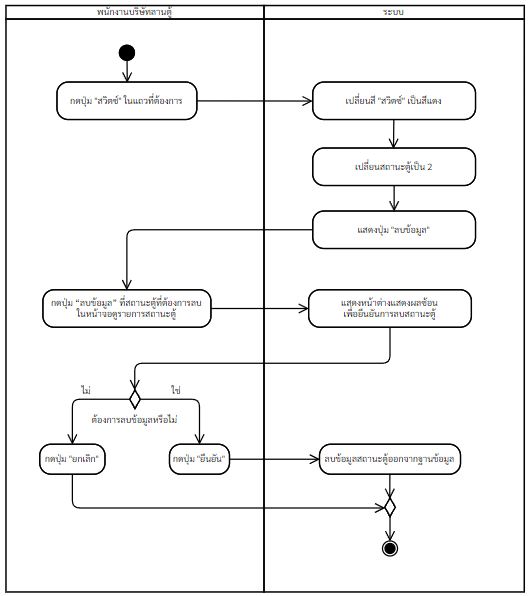 พนักงานบริษัทลานตู้
ระบบ
กดปุ่ม "สวิตซ์" ในแถวที่ต้องการ
เปลี่ยนสี "สวิตซ์" เป็นสีแดง
เปลี่ยนสถานะตู้เป็น 2
แสดงปุ่ม "ลบข้อมูล"
กดปุ่ม "ลบข้อมูล" ที่สถานะตู้ที่ต้องการลบ
ในหน้าจอดูรายการสถานะตู้
แสดงหน้าต่างแสดงผลซ้อน
เพื่อยืนยันการลบสถานะตู้
ไม่
ใช่
ต้องการลบข้อมูลหรือไม่
กดปุ่ม "ยกเลิก"
กดปุ่ม "ยืนยัน"
ลบข้อมูลสถานะตู้ออกจากฐานข้อมูล